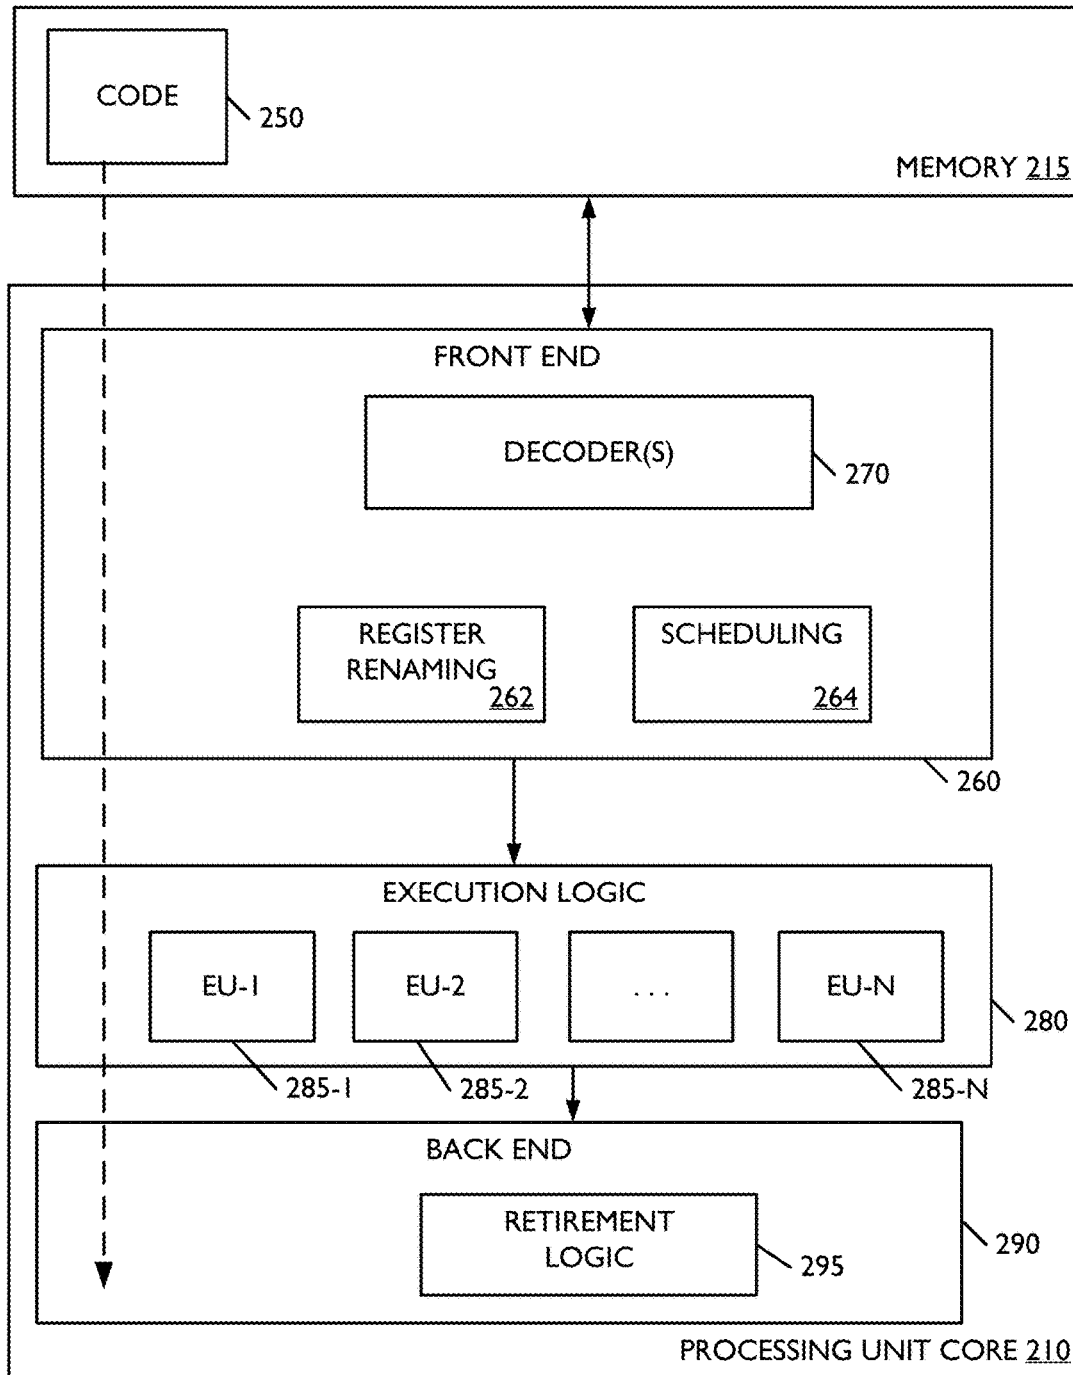 CODE
250
MEMORY 215
FRONT END
DECODER(S)
270
REGISTER
RENAMING
262
SCHEDULING
264
260
EXECUTION LOGIC
EU-1
EU-2
. . .
EU-N
280
285-1
285-2
285-N
BACK END
RETIREMENT
LOGIC
295
290
PROCESSING UNIT CORE 210